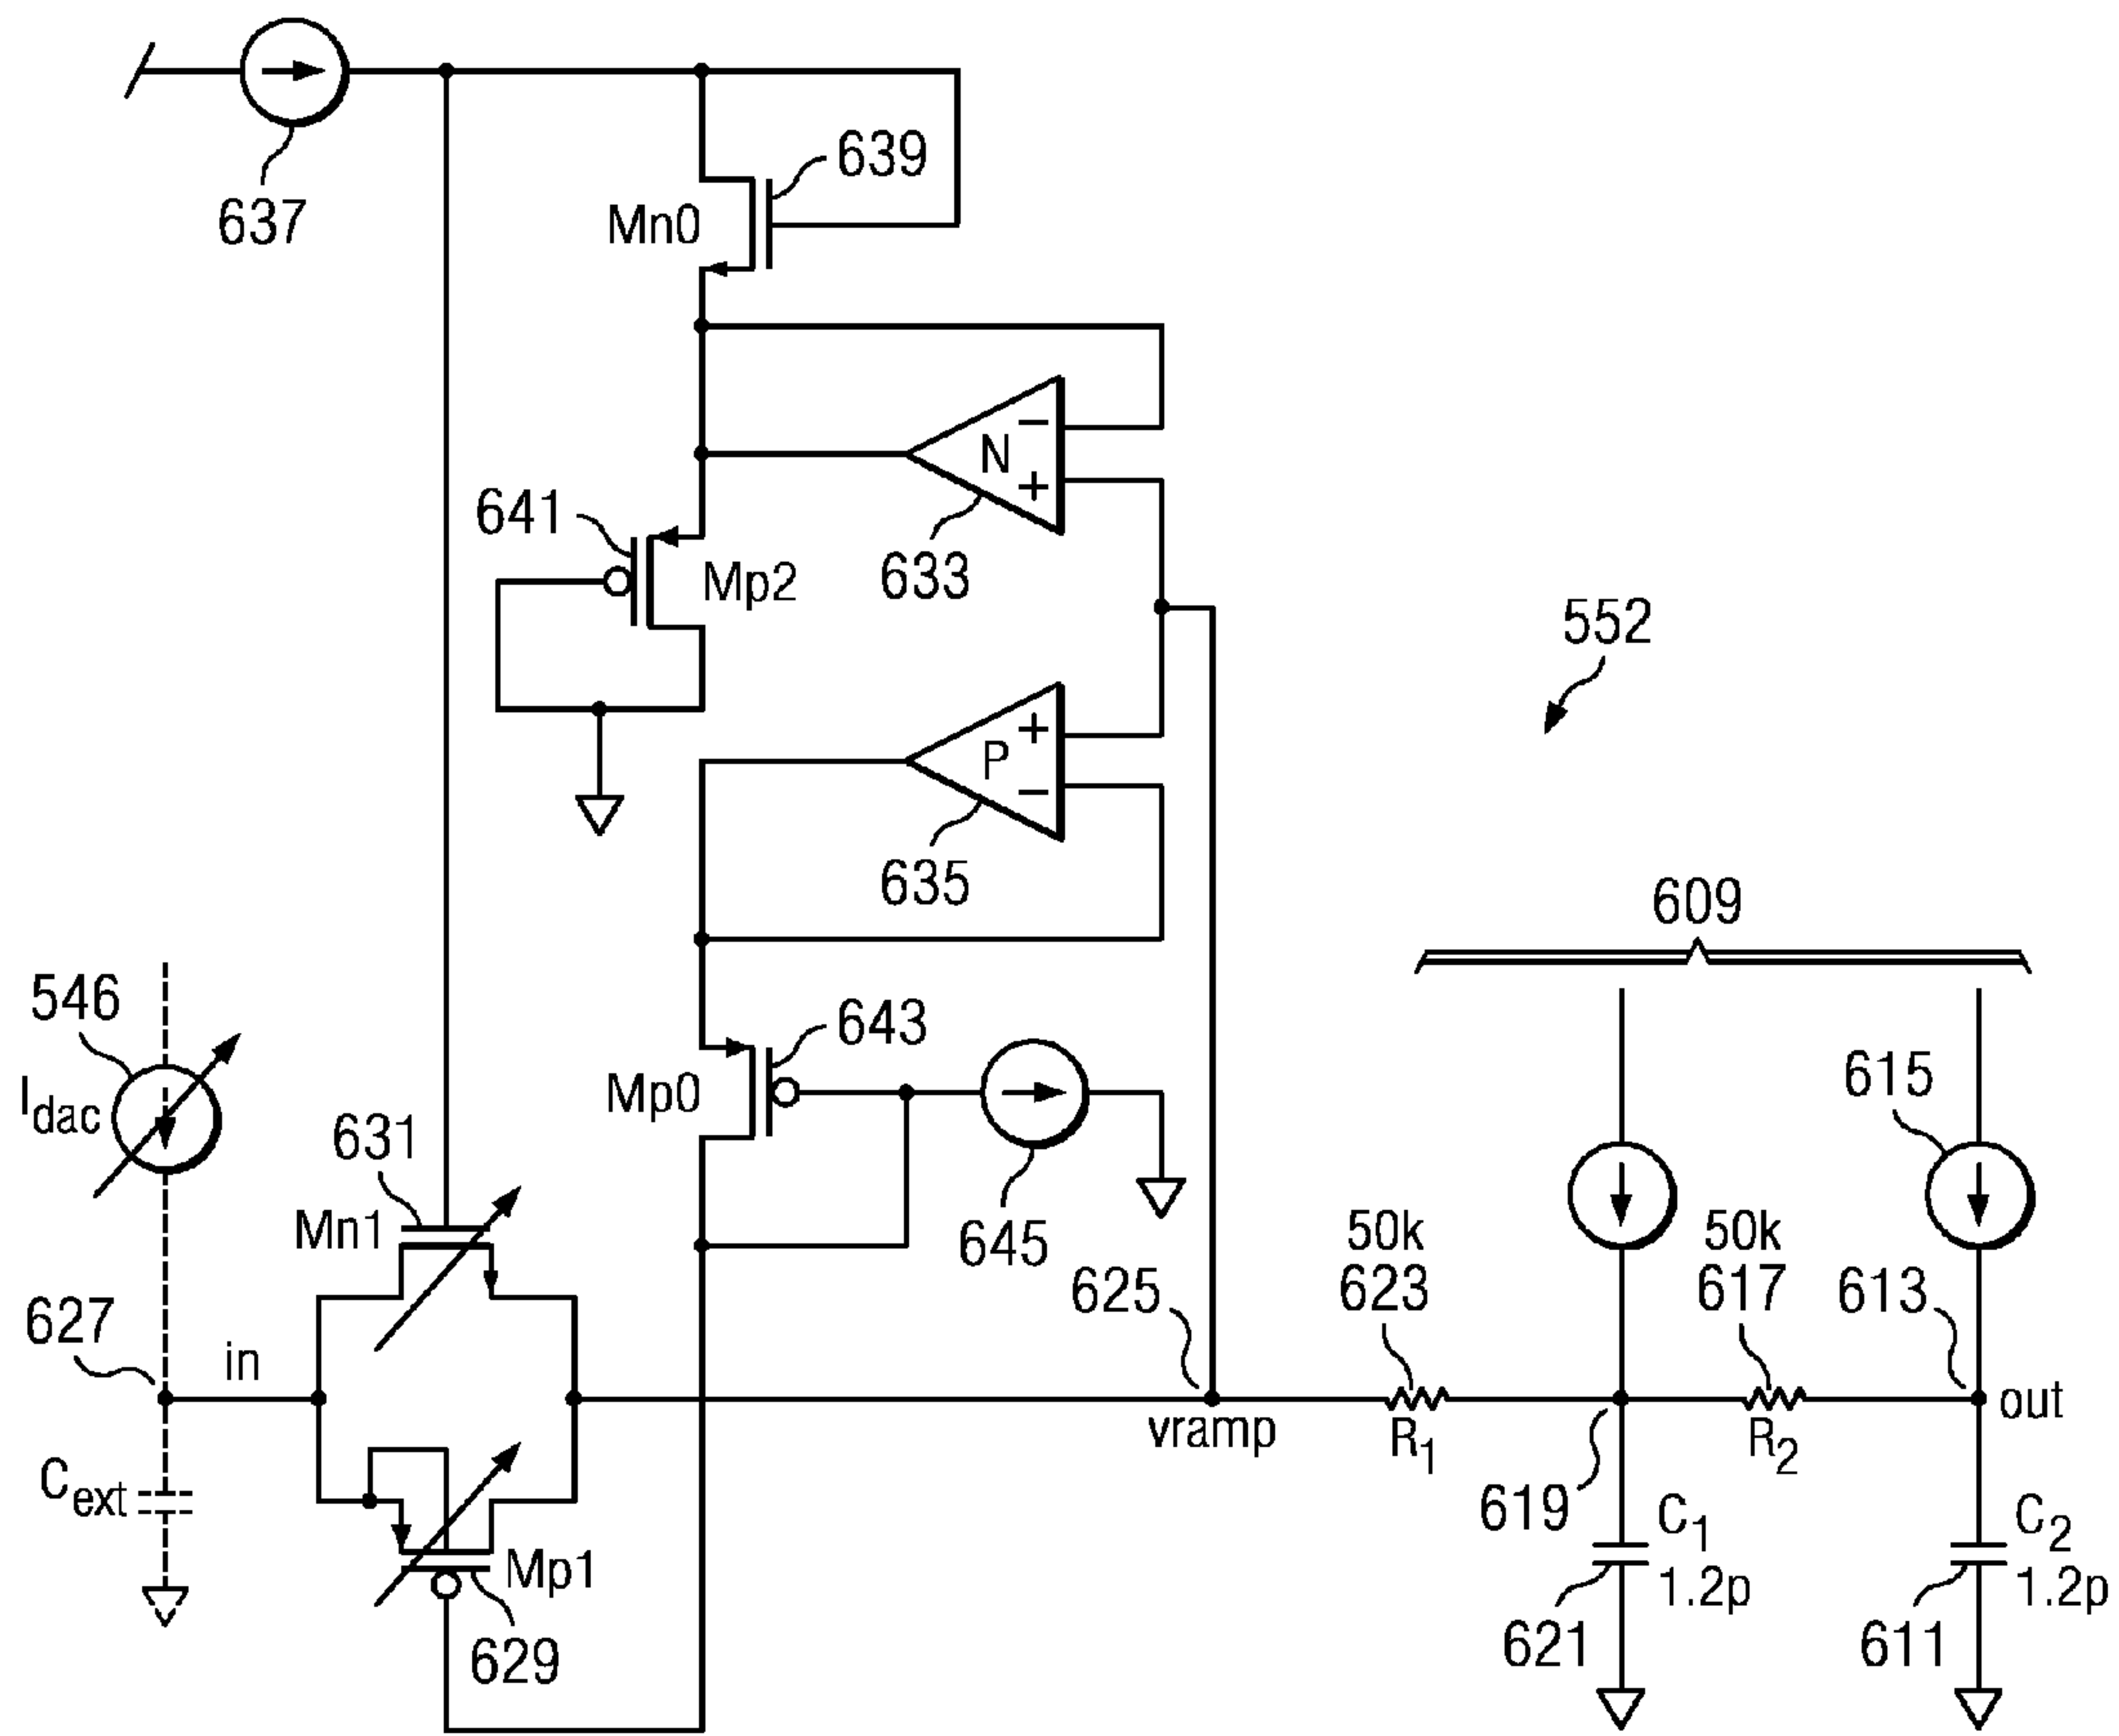 637
639
Mn0
N
−
+
633
641
Mp2
552
P
+
−
635
609
546
I dac
643
Mp0
645
615
631
Mn1
50k
623
50k
617
613
625
627
in
vramp
R1
R2
out
619
Cext
Mp1
629
C1
1.2p
621
C2
1.2p
611